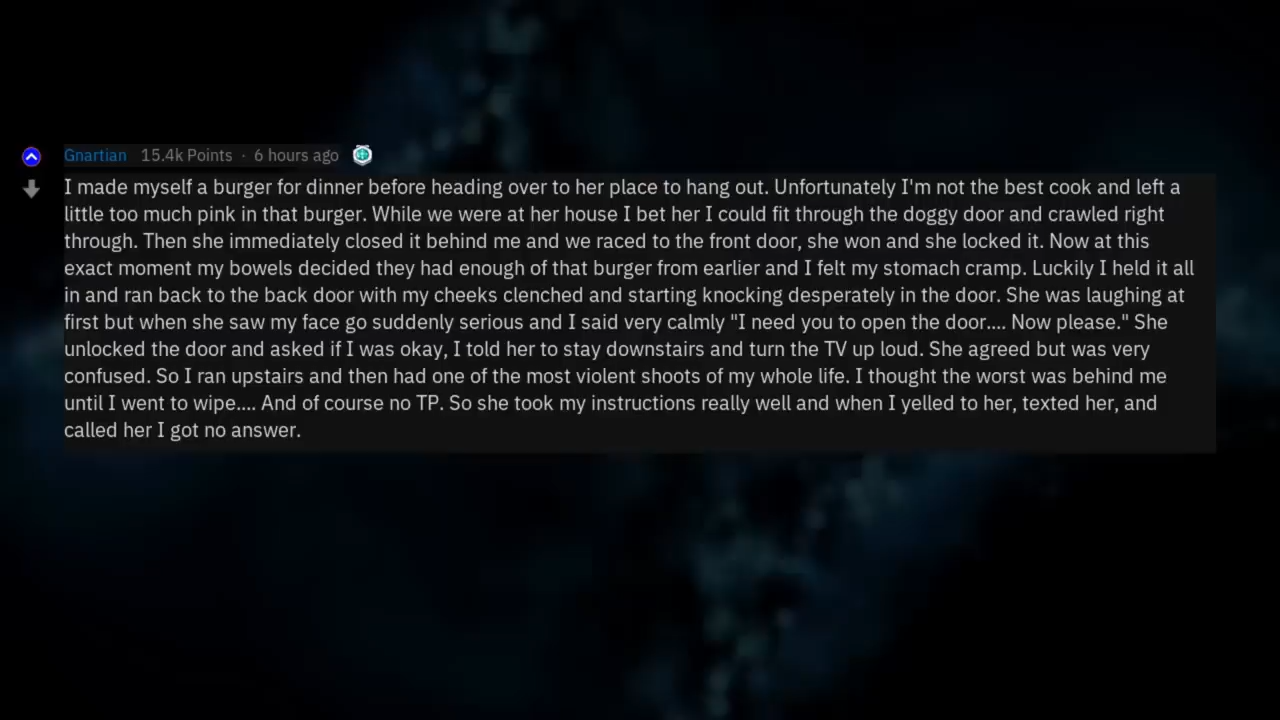 Gnartian 15.4k Points · 6 hours ago
I made myself a burger for dinner before heading over to her place to hang out. Unfortunately I'm not the best cook and left a
little too much pink in that burger. While we were at her house I bet her I could fit through the doggy door and crawled right
through. Then she immediately closed it behind me and we raced to the front door, she won and she locked it. Now at this
exact moment my bowels decided they had enough of that burger from earlier and I felt my stomach cramp. Luckily I held it all
in and ran back to the back door with my cheeks clenched and starting knocking desperately in the door. She was laughing at
first but when she saw my face go suddenly serious and I said very calmly "I need you to open the door.... Now please." She
unlocked the door and asked if I was okay, I told her to stay downstairs and turn the TV up loud. She agreed but was very
confused. So I ran upstairs and then had one of the most violent shoots of my whole life. I thought the worst was behind me
until I went to wipe.... And of course no TP. So she took my instructions really well and when I yelled to her, texted her, and
called her I got no answer.